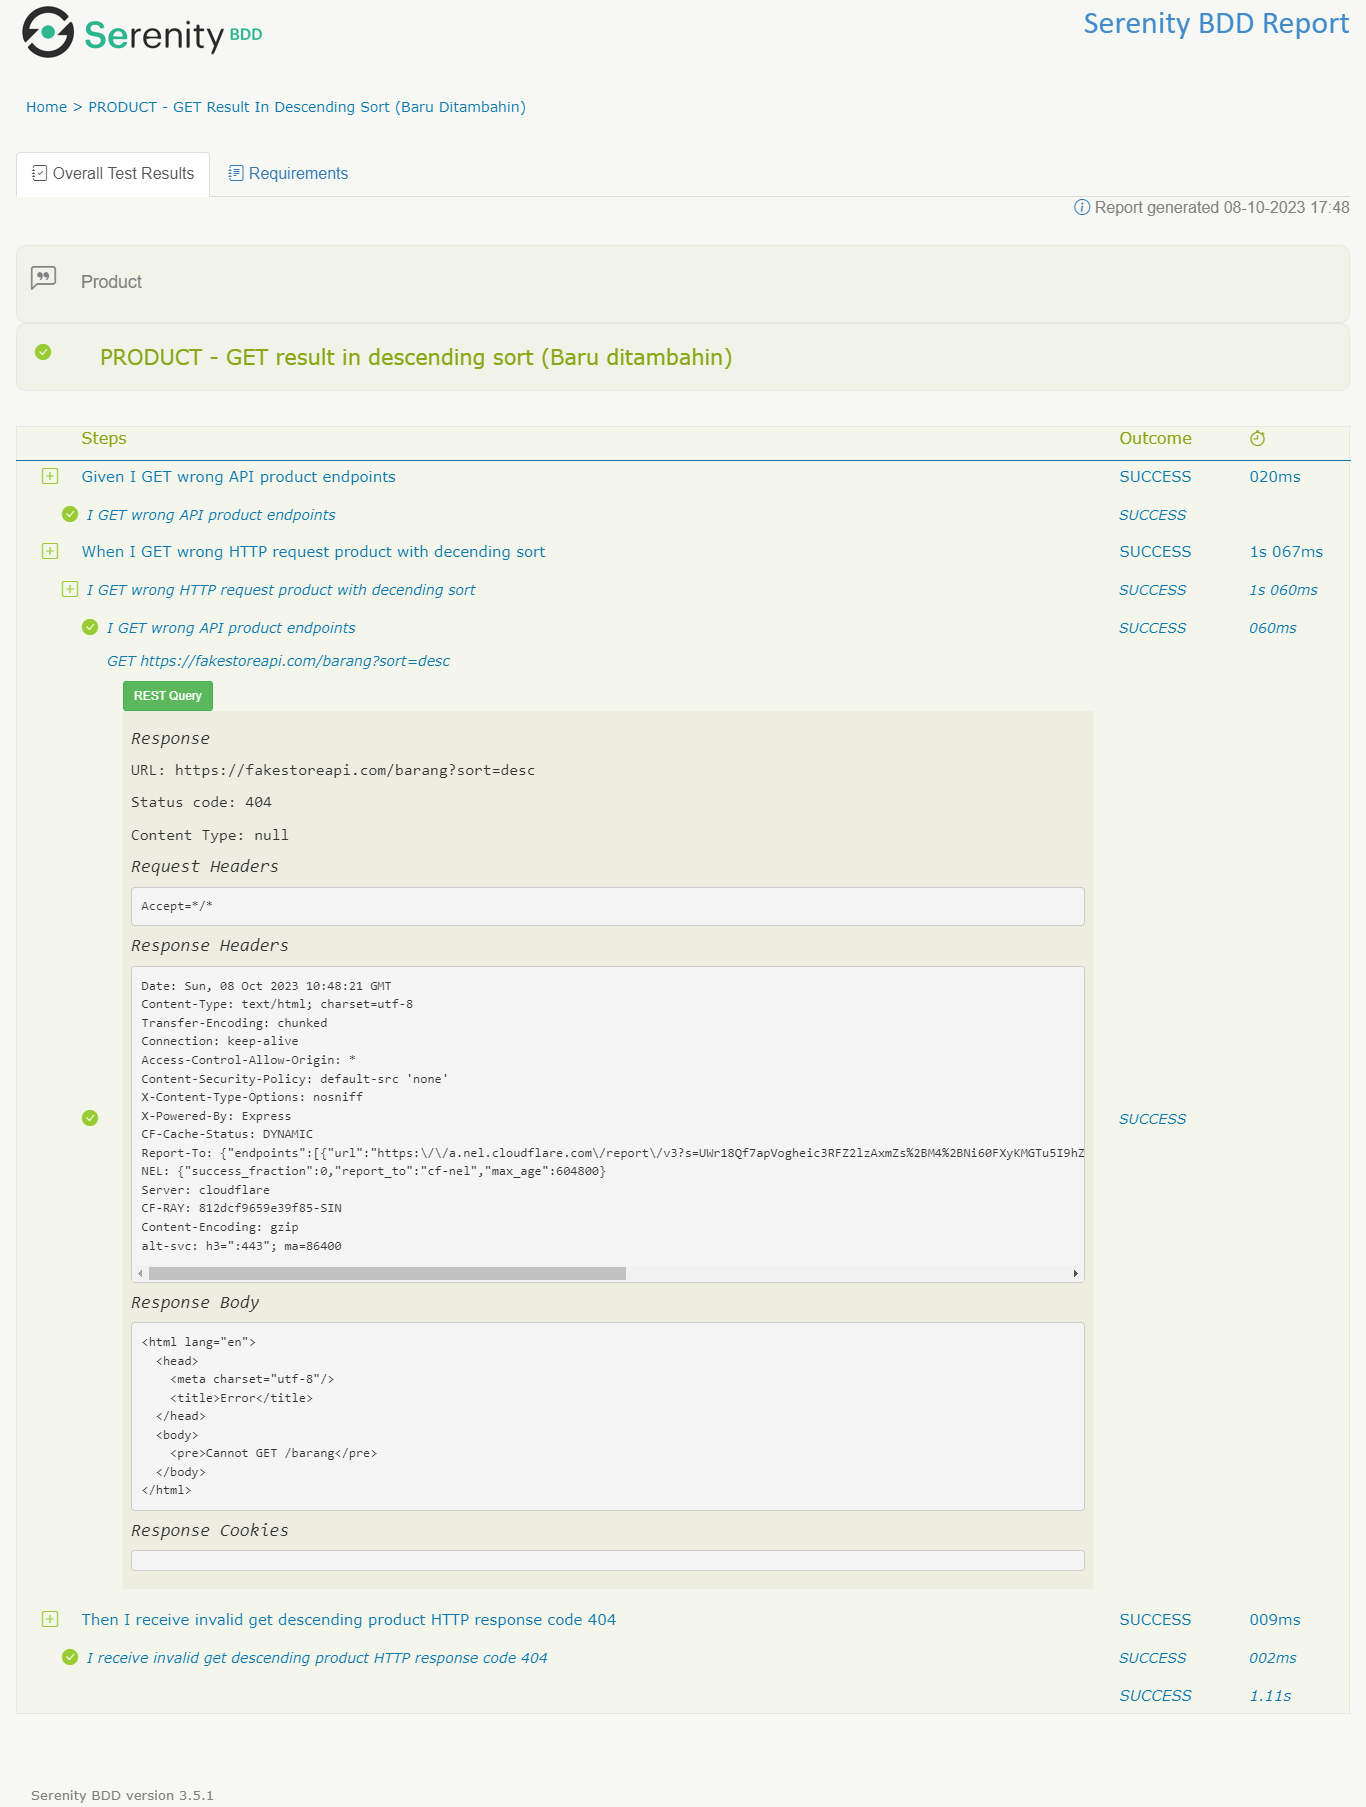 Serenity BDD
Serenity BDD Report
Home > PRODUCT - GET Result In Descending Sort (Baru Ditambahin)
Overall Test Results
Requirements
Report generated 08-10-2023 17:48
Product
PRODUCT - GET result in descending sort (Baru ditambahin)
Steps Outcome
Given I GET wrong API product endpoints SUCCESS 020ms
I GET wrong API product endpoints SUCCESS
When I GET wrong HTTP request product with decending sort SUCCESS 1s 067ms
I GET wrong HTTP request product with decending sort SUCCESS 1s 060ms
I GET wrong API product endpoints SUCCESS 060ms
GET https://fakestoreapi.com/barang?sort=desc
REST Query
Response
URL: https://fakestoreapi.com/barang?sort=desc
Status code: 404
Content Type: null
Request Headers
Accept=*/*
Response Headers
Date: Sun, 08 Oct 2023 10:48:21 GMT
Content-Type: text/html; charset=utf-8
Transfer-Encoding: chunked
Connection: keep-alive
Access-Control-Allow-Origin: *
Content-Security-Policy: default-src 'none'
X-Content-Type-Options: nosniff
X-Powered-By: Express
SUCCESS
CF-Cache-Status: DYNAMIC
Report-To: {"endpoints":[{"url":"https:\/\/a.nel.cloudflare.com\/report\/v3?s=UWr18Qf7apVogheic3RFZ2lzAxmZs%2BM4%2BNi60FXyKMGTu5I9hZ
NEL: {"success_fraction":0,"report_to":"cf-nel","max_age":604800}
Server: cloudflare
CF-RAY: 812dcf9659e39f85-SIN
Content-Encoding: gzip
alt-svc: h3=":443"; ma=86400
Response Body
<html lang="en">
  <head>
    <meta charset="utf-8"/>
    <title>Error</title>
  </head>
  <body>
    <pre>Cannot GET /barang</pre>
  </body>
</html>
Response Cookies
Then I receive invalid get descending product HTTP response code 404 SUCCESS 009ms
I receive invalid get descending product HTTP response code 404 SUCCESS 002ms
SUCCESS 1.11s
Serenity BDD version 3.5.1